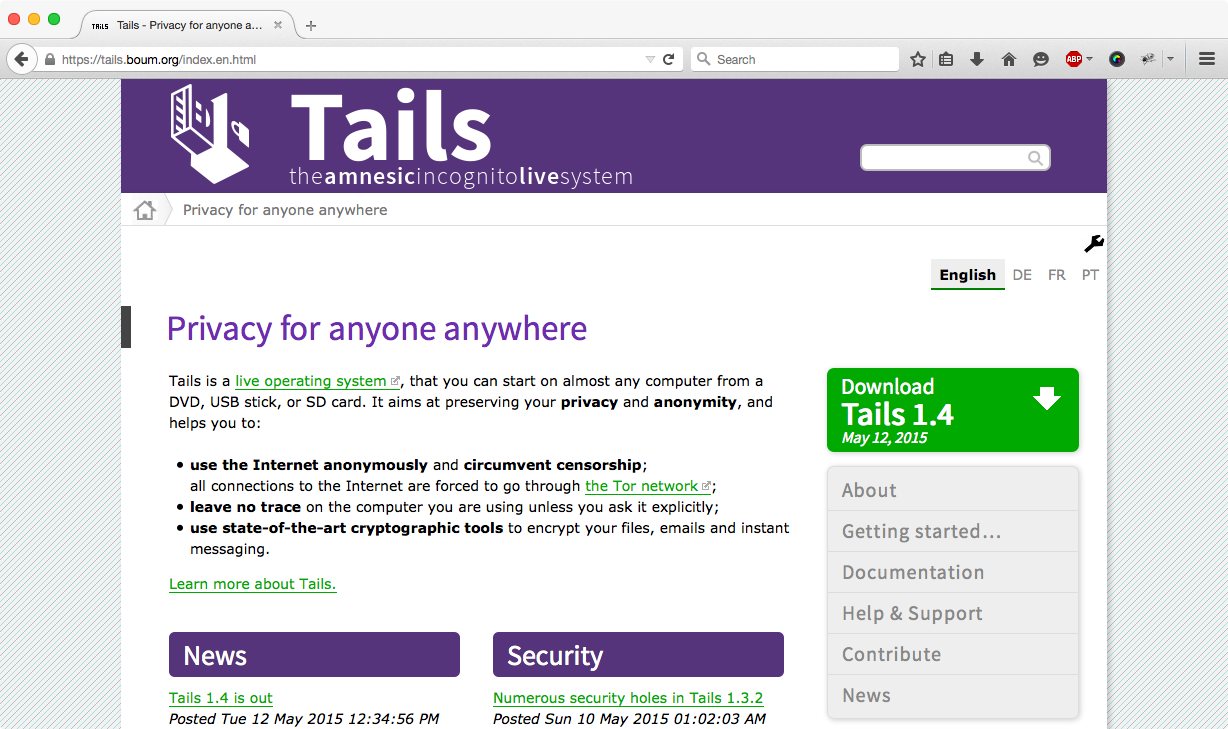 TAILS Tails - Privacy for anyone a...
https://tails.boum.org/index.en.html
Search
ABP
Tails
theamnesicincognitolivesystem
Privacy for anyone anywhere
English DE FR PT
Privacy for anyone anywhere
Tails is a live operating system, that you can start on almost any computer from a
DVD, USB stick, or SD card. It aims at preserving your privacy and anonymity, and
helps you to:
• use the Internet anonymously and circumvent censorship;
all connections to the Internet are forced to go through the Tor network;
• leave no trace on the computer you are using unless you ask it explicitly;
• use state-of-the-art cryptographic tools to encrypt your files, emails and instant
messaging.
Learn more about Tails.
Download
Tails 1.4
May 12, 2015
About
Getting started...
Documentation
Help & Support
Contribute
News
News
Tails 1.4 is out
Posted Tue 12 May 2015 12:34:56 PM
Security
Numerous security holes in Tails 1.3.2
Posted Sun 10 May 2015 01:02:03 AM